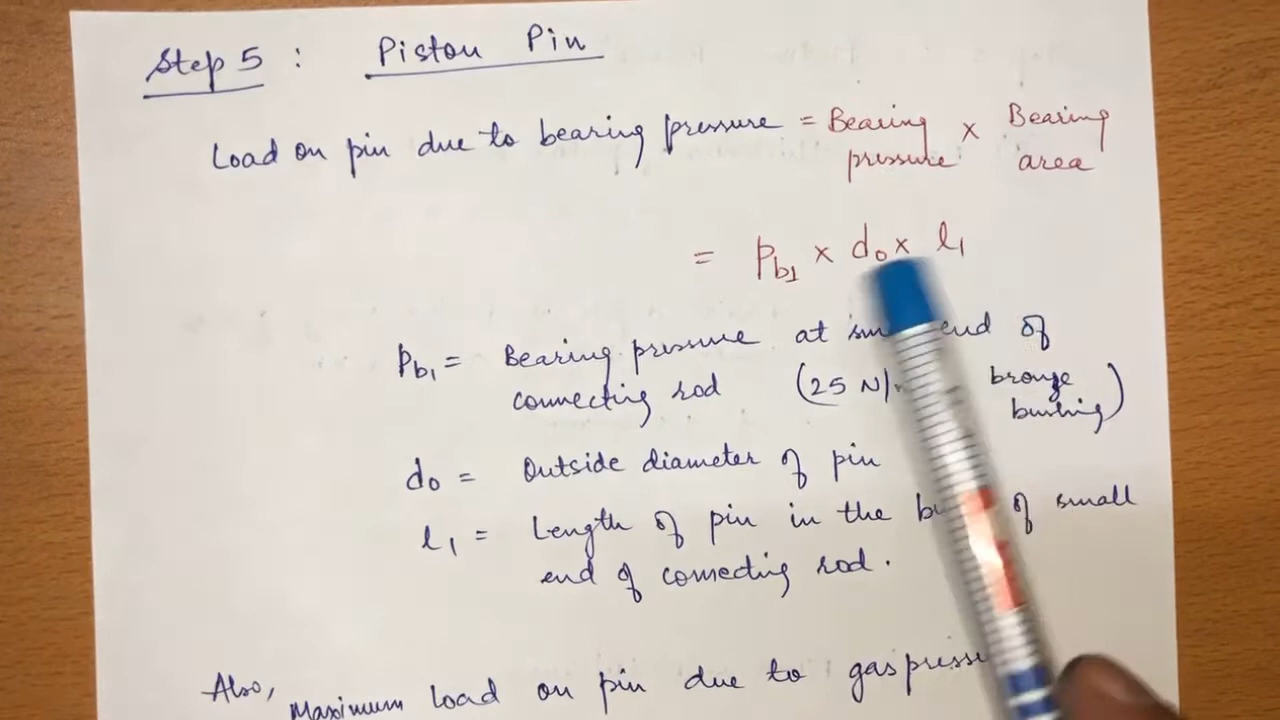 Step 5 : Piston Pin
Load on pin due to bearing pressure = Bearing pressure × Bearing area
= Pb1 × do × l1
Pb1 = Bearing pressure at end of
connecting rod (25 N/ bronze bushing)
do = Outside diameter of pin
l1 = Length of pin in the of small
end of connecting rod.
Also, Maximum Load on pin due to gas